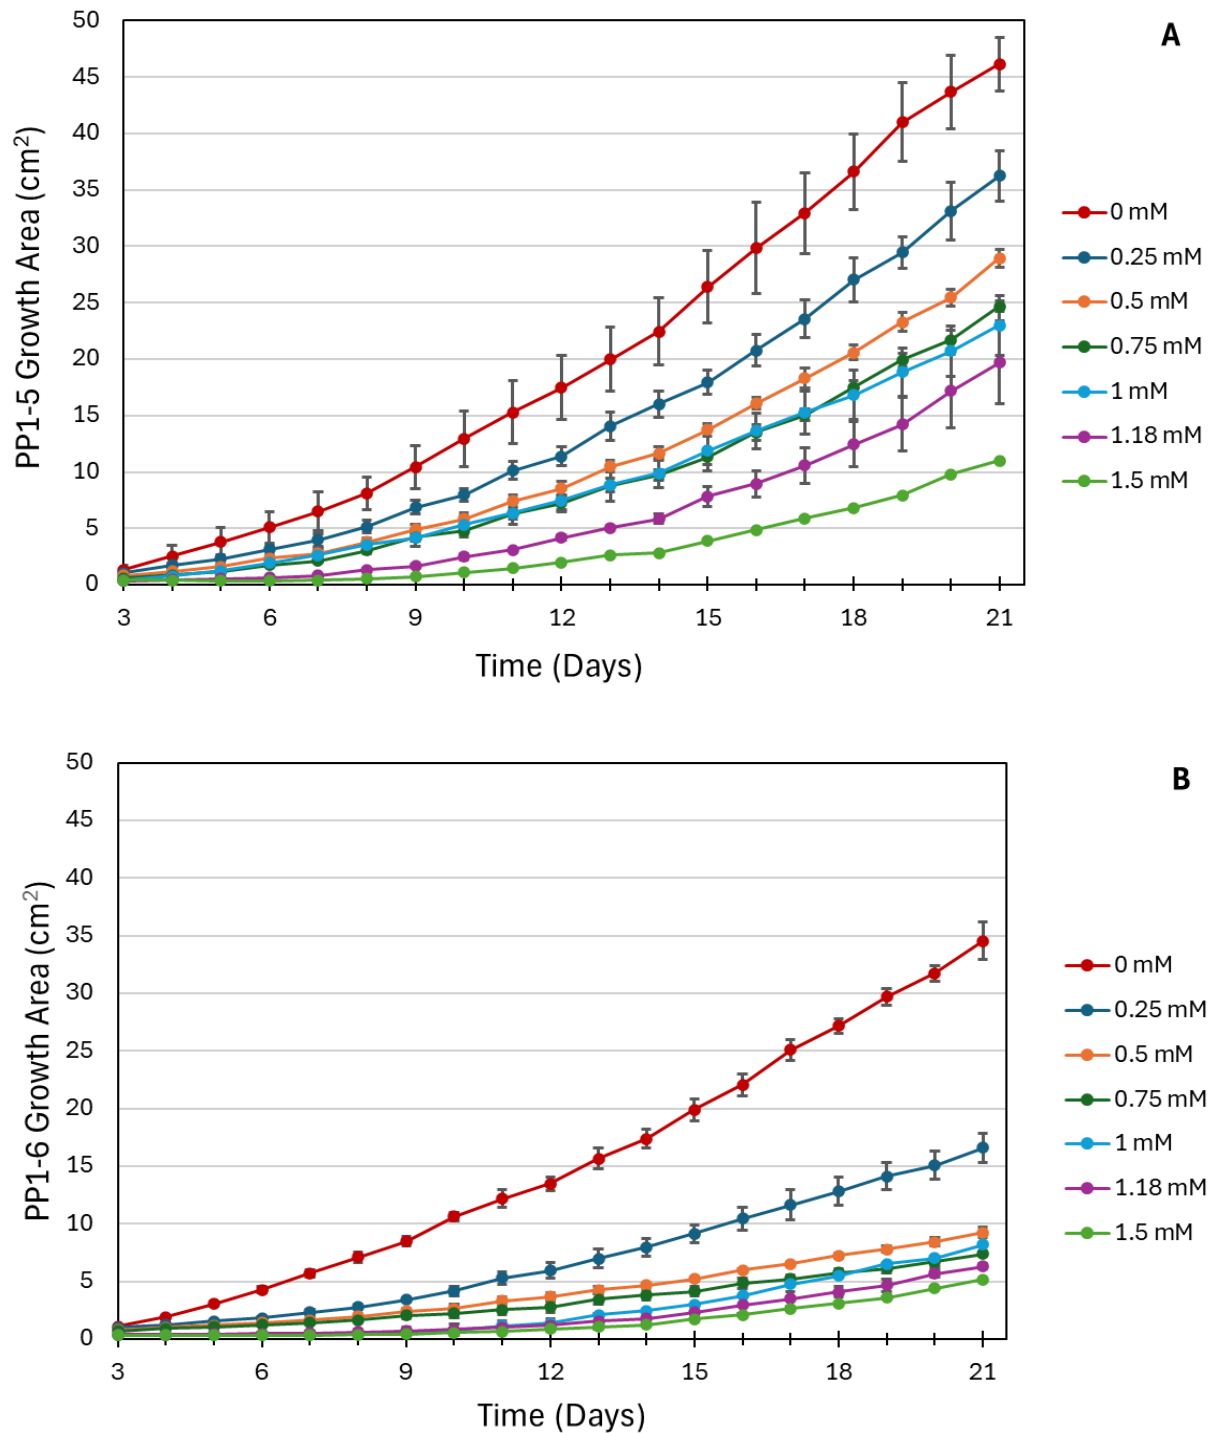 A
50
45
40
35
30
25
20
15
10
5
0
PP1-5 Growth Area (cm²)
3 6 9 12 15 18 21
Time (Days)
0 mM
0.25 mM
0.5 mM
0.75 mM
1 mM
1.18 mM
1.5 mM
B
50
45
40
35
30
25
20
15
10
5
0
PP1-6 Growth Area (cm²)
3 6 9 12 15 18 21
Time (Days)
0 mM
0.25 mM
0.5 mM
0.75 mM
1 mM
1.18 mM
1.5 mM